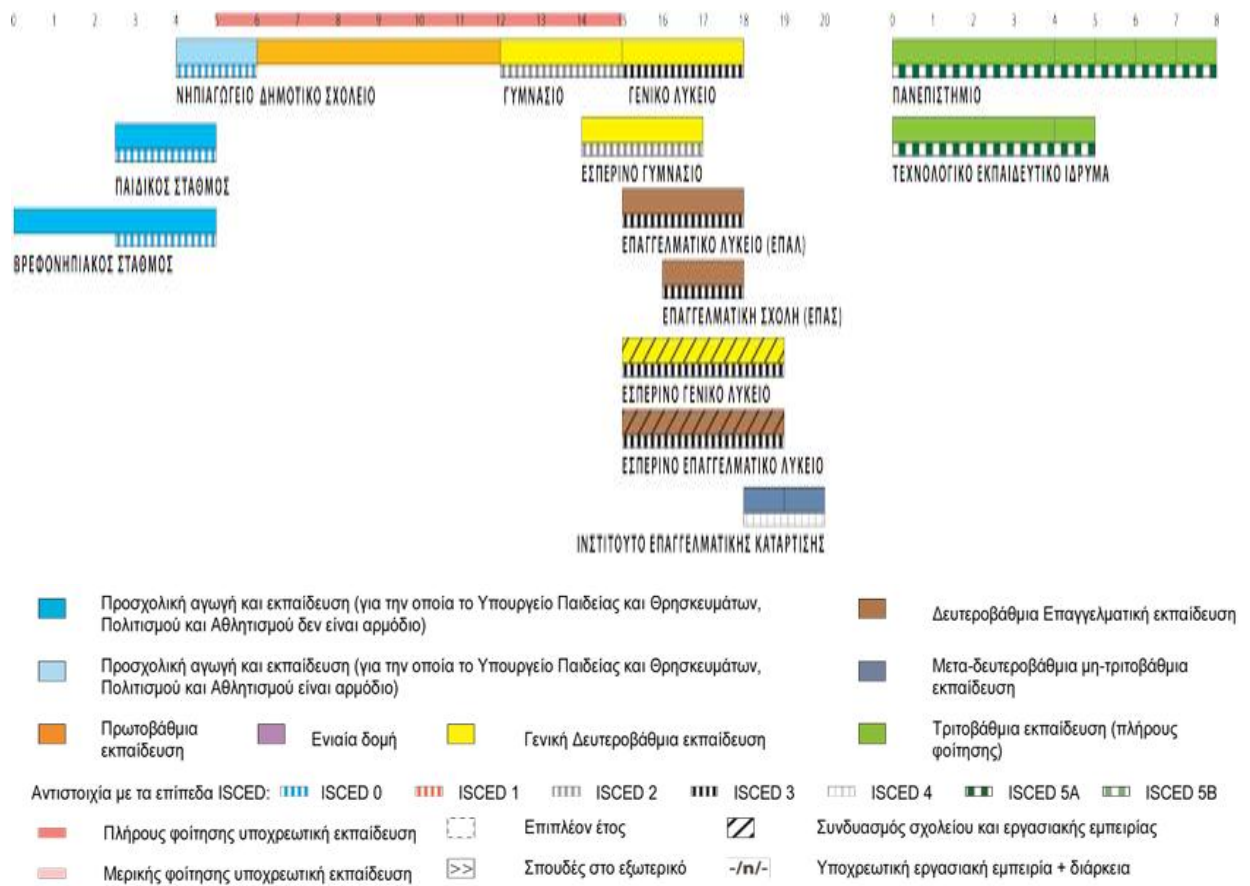 0 1 2 3 4 5 6 7 8 9 10 11 12 13 14 15 16 17 18 19 20 0 1 2 3 4 5 6 7 8
ΝΗΠΙΑΓΩΓΕΙΟ ΔΗΜΟΤΙΚΟ ΣΧΟΛΕΙΟ ΓΥΜΝΑΣΙΟ ΓΕΝΙΚΟ ΛΥΚΕΙΟ ΠΑΝΕΠΙΣΤΗΜΙΟ
ΕΣΠΕΡΙΝΟ ΓΥΜΝΑΣΙΟ ΤΕΧΝΟΛΟΓΙΚΟ ΕΚΠΑΙΔΕΥΤΙΚΟ ΙΔΡΥΜΑ
ΠΑΙΔΙΚΟΣ ΣΤΑΘΜΟΣ
ΕΠΑΓΓΕΛΜΑΤΙΚΟ ΛΥΚΕΙΟ (ΕΠΑΛ)
ΒΡΕΦΟΝΗΠΙΑΚΟΣ ΣΤΑΘΜΟΣ
ΕΠΑΓΓΕΛΜΑΤΙΚΗ ΣΧΟΛΗ (ΕΠΑΣ)
ΕΣΠΕΡΙΝΟ ΓΕΝΙΚΟ ΛΥΚΕΙΟ
ΕΣΠΕΡΙΝΟ ΕΠΑΓΓΕΛΜΑΤΙΚΟ ΛΥΚΕΙΟ
ΙΝΣΤΙΤΟΥΤΟ ΕΠΑΓΓΕΛΜΑΤΙΚΗΣ ΚΑΤΑΡΤΙΣΗΣ
Προσχολική αγωγή και εκπαίδευση (για την οποία το Υπουργείο Παιδείας και Θρησκευμάτων,
Πολιτισμού και Αθλητισμού δεν είναι αρμόδιο)
Δευτεροβάθμια Επαγγελματική εκπαίδευση
Προσχολική αγωγή και εκπαίδευση (για την οποία το Υπουργείο Παιδείας και Θρησκευμάτων,
Πολιτισμού και Αθλητισμού είναι αρμόδιο)
Μετα-δευτεροβάθμια μη-τριτοβάθμια
εκπαίδευση
Πρωτοβάθμια
εκπαίδευση
Ενιαία δομή
Γενική Δευτεροβάθμια εκπαίδευση
Τριτοβάθμια εκπαίδευση (πλήρους
φοίτησης)
Αντιστοιχία με τα επίπεδα ISCED: ISCED 0 ISCED 1 ISCED 2 ISCED 3 ISCED 4 ISCED 5A ISCED 5B
Πλήρους φοίτησης υποχρεωτική εκπαίδευση Επιπλέον έτος Συνδυασμός σχολείου και εργασιακής εμπειρίας
Μερικής φοίτησης υποχρεωτική εκπαίδευση >> Σπουδές στο εξωτερικό -/n/- Υποχρεωτική εργασιακή εμπειρία + διάρκεια